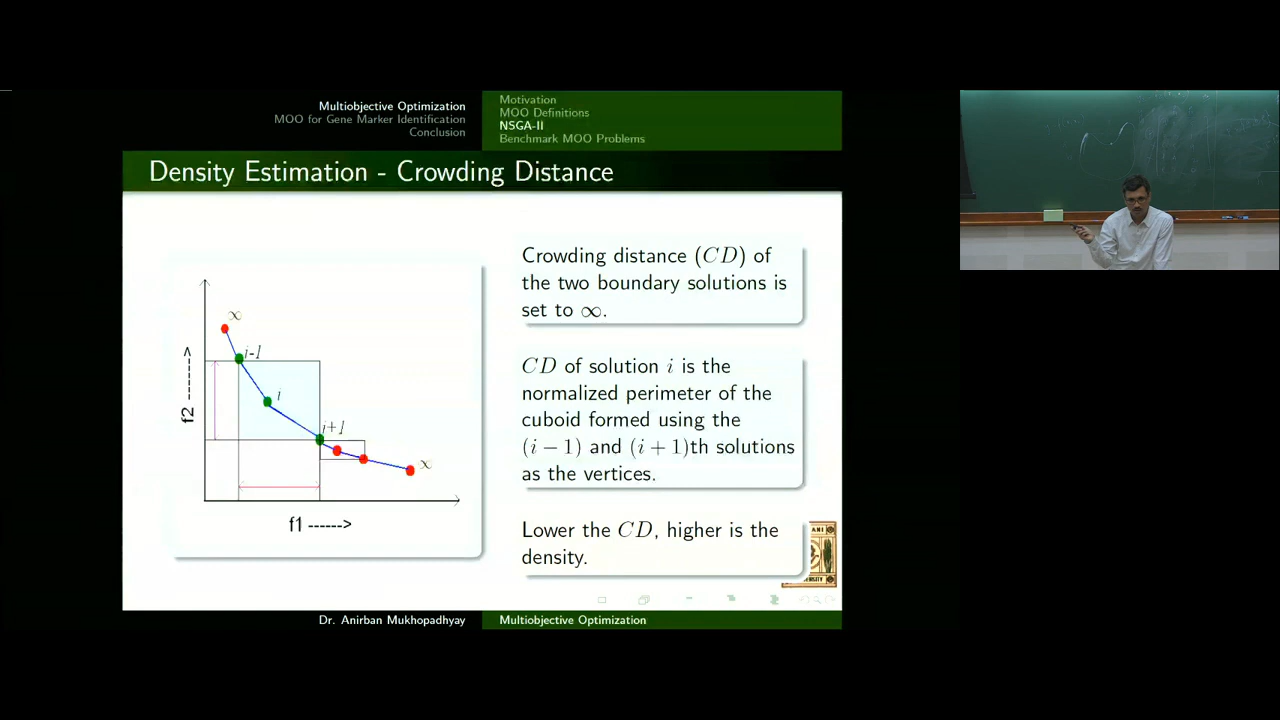 Multiobjective Optimization
MOO for Gene Marker Identification
Conclusion
Motivation
MOO Definitions
NSGA-II
Benchmark MOO Problems
Density Estimation - Crowding Distance
∞
i-1
i
i+1
∞
f2 ------->
f1 ------>
Crowding distance (CD) of
the two boundary solutions is
set to ∞.
CD of solution i is the
normalized perimeter of the
cuboid formed using the
(i − 1) and (i + 1)th solutions
as the vertices.
Lower the CD, higher is the
density.
Dr. Anirban Mukhopadhyay
Multiobjective Optimization